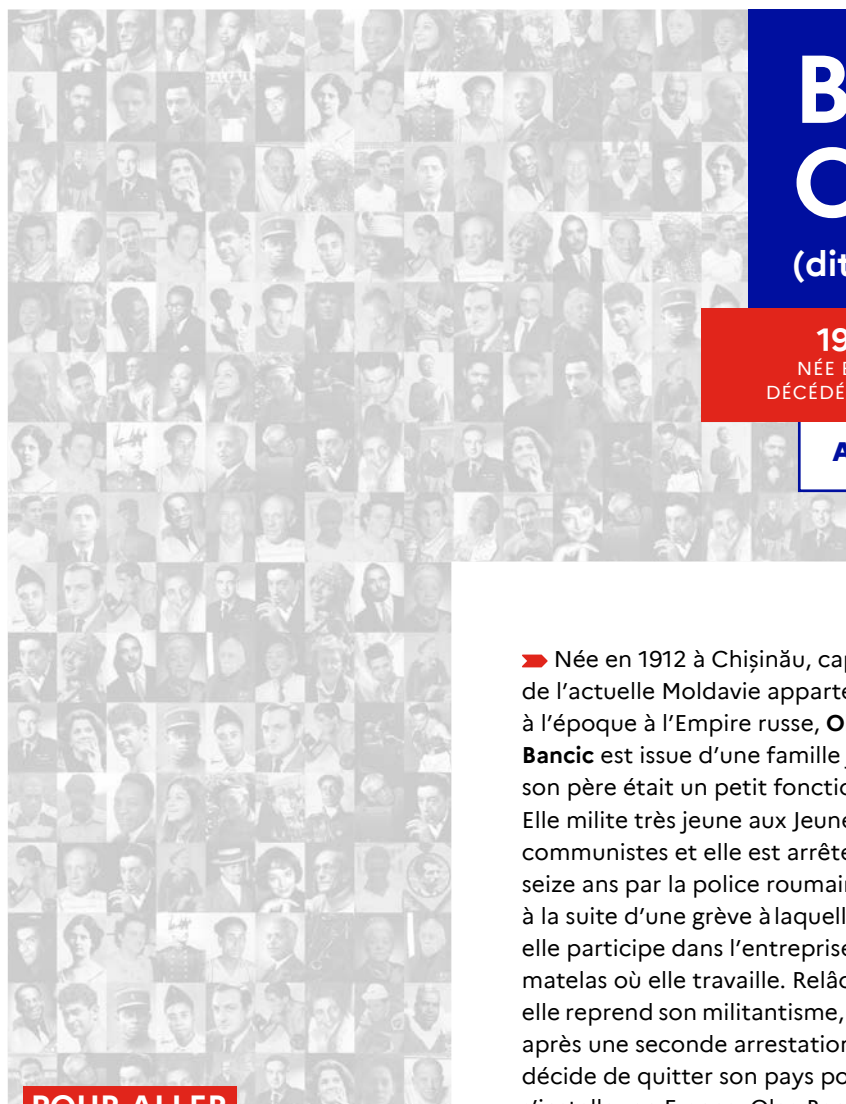 B
O
(dit
19
NÉE E
DÉCÉDÉ
A
Née en 1912 à Chișinău, cap
de l’actuelle Moldavie apparte
à l’époque à l’Empire russe, O
Bancic est issue d’une famille j
son père était un petit fonctio
Elle milite très jeune aux Jeune
communistes et elle est arrête
seize ans par la police roumain
à la suite d’une grève à laquell
elle participe dans l’entreprise
matelas où elle travaille. Relâc
elle reprend son militantisme,
après une seconde arrestation
décide de quitter son pays po
POUR ALLER